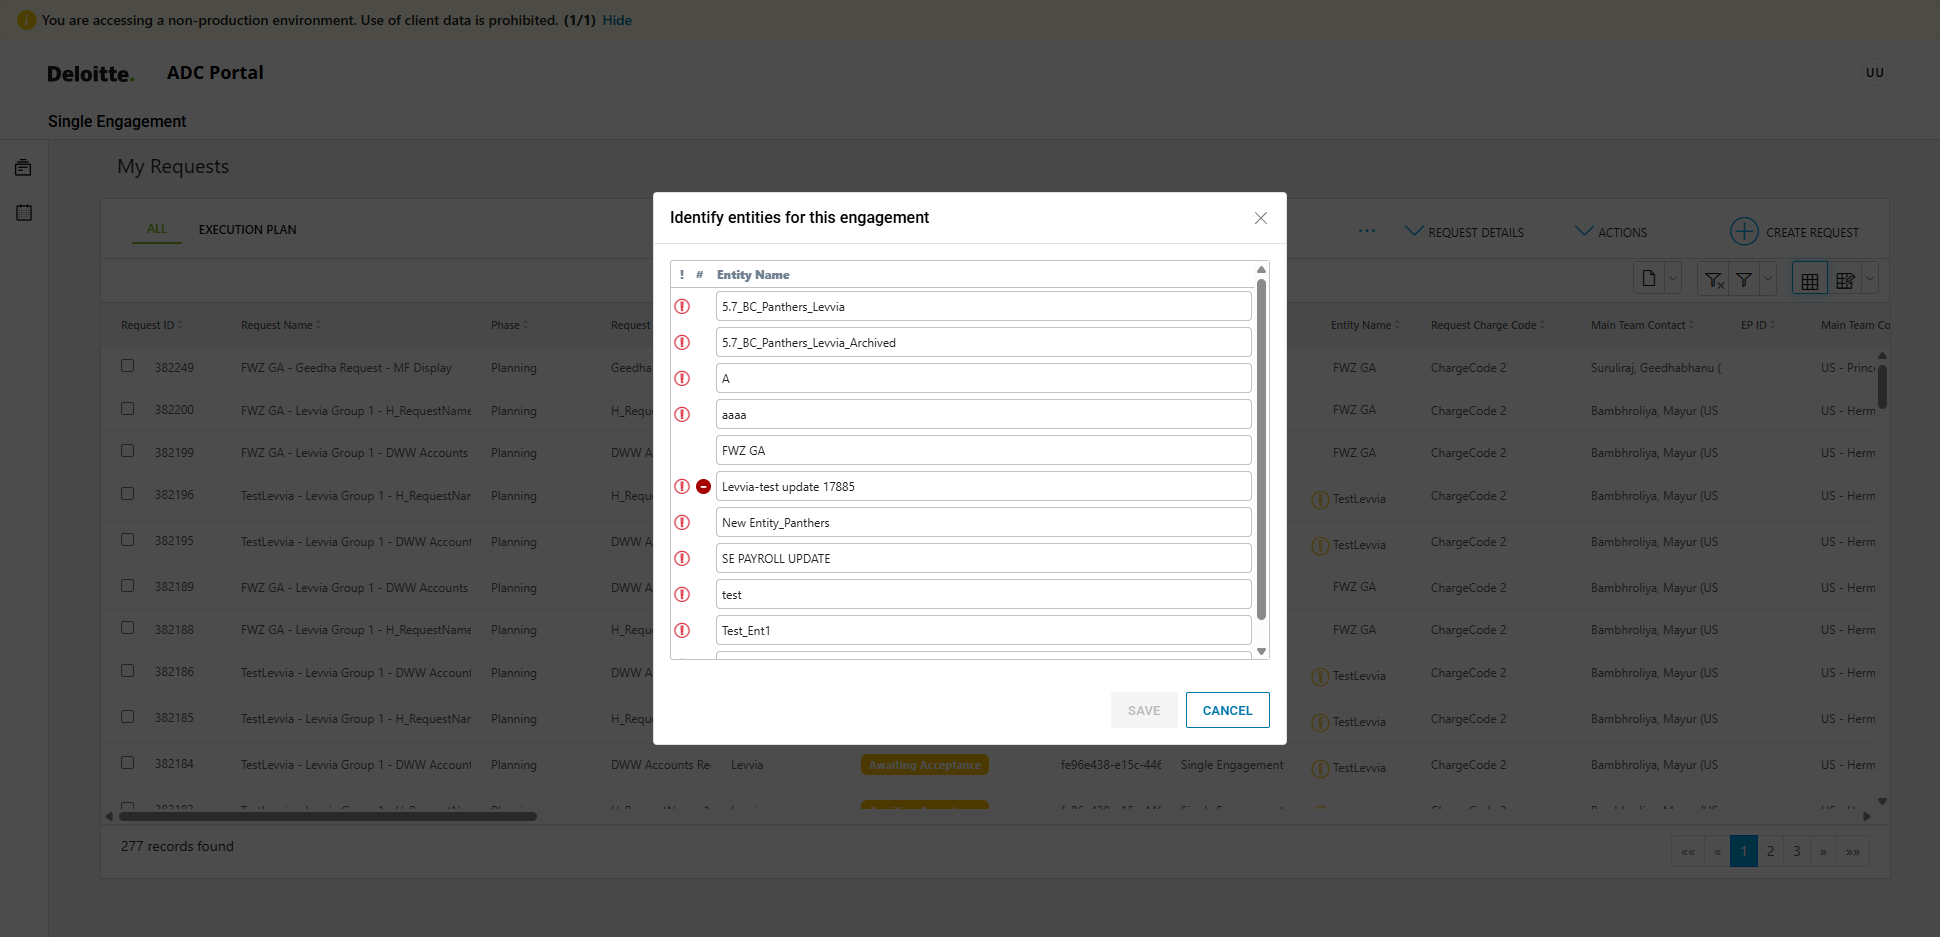 You are accessing a non-production environment. Use of client data is prohibited. (1/1) Hide
Deloitte. ADC Portal
UU
Single Engagement
My Requests
ALL EXECUTION PLAN
... REQUEST DETAILS ACTIONS CREATE REQUEST
Identify entities for this engagement
! # Entity Name
5.7_BC_Panthers_Levvia
5.7_BC_Panthers_Levvia_Archived
A
aaaa
FWZ GA
Levvia-test update 17885
New Entity_Panthers
SE PAYROLL UPDATE
test
Test_Ent1
SAVE CANCEL
Request ID Request Name Phase Request Entity Name Request Charge Code Main Team Contact EP ID Main Team Co
382249 FWZ GA - Geedha Request - MF Display Planning Geedha FWZ GA ChargeCode 2 Suruliraj, Geedhabhanu ( US - Princ
382200 FWZ GA - Levvia Group 1 - H_RequestName Planning H_Requ FWZ GA ChargeCode 2 Bambhroliya, Mayur (US US - Herm
382199 FWZ GA - Levvia Group 1 - DWW Accounts Planning DWW A FWZ GA ChargeCode 2 Bambhroliya, Mayur (US US - Herm
382196 TestLevvia - Levvia Group 1 - H_RequestNar Planning H_Requ TestLevvia ChargeCode 2 Bambhroliya, Mayur (US US - Herm
382195 TestLevvia - Levvia Group 1 - DWW Account Planning DWW A TestLevvia ChargeCode 2 Bambhroliya, Mayur (US US - Herm
382189 FWZ GA - Levvia Group 1 - DWW Accounts Planning DWW A FWZ GA ChargeCode 2 Bambhroliya, Mayur (US US - Herm
382188 FWZ GA - Levvia Group 1 - H_RequestName Planning H_Requ FWZ GA ChargeCode 2 Bambhroliya, Mayur (US US - Herm
382186 TestLevvia - Levvia Group 1 - DWW Account Planning DWW A TestLevvia ChargeCode 2 Bambhroliya, Mayur (US US - Herm
382185 TestLevvia - Levvia Group 1 - H_RequestNar Planning H_Requ TestLevvia ChargeCode 2 Bambhroliya, Mayur (US US - Herm
382184 TestLevvia - Levvia Group 1 - DWW Account Planning DWW Accounts Re Levvia Awaiting Acceptance fe96e438-e15c-446 Single Engagement TestLevvia ChargeCode 2 Bambhroliya, Mayur (US US - Herm
277 records found
«« « 1 2 3 » »»